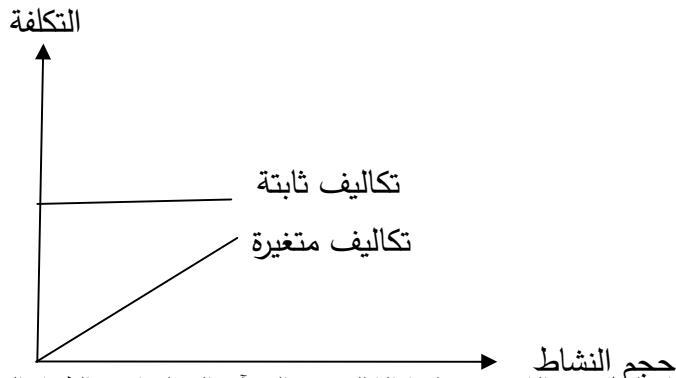 التكلفة
تكاليف ثابتة
تكاليف متغيرة
حجم النشاط